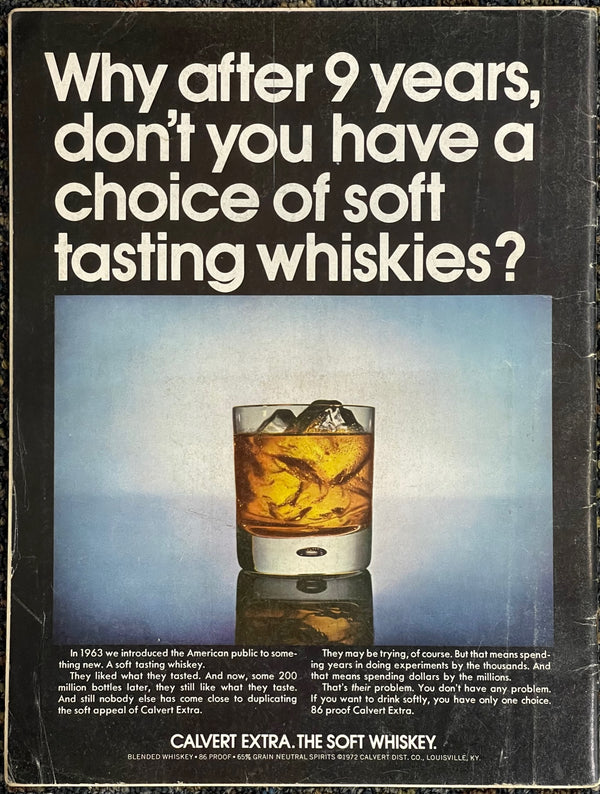 Why after 9 years,
don't you have a
choice of soft
tasting whiskies?
In 1963 we introduced the American public to some-
thing new. A soft tasting whiskey.
They liked what they tasted. And now, some 200
million bottles later, they still like what they taste.
And still nobody else has come close to duplicating
the soft appeal of Calvert Extra.
They may be trying, of course. But that means spend-
ing years in doing experiments by the thousands. And
that means spending dollars by the millions.
That's their problem. You don't have any problem.
If you want to drink softly, you have only one choice.
86 proof Calvert Extra.
CALVERT EXTRA. THE SOFT WHISKEY.
BLENDED WHISKEY • 86 PROOF • 65% GRAIN NEUTRAL SPIRITS ©1972 CALVERT DIST. CO., LOUISVILLE, KY.